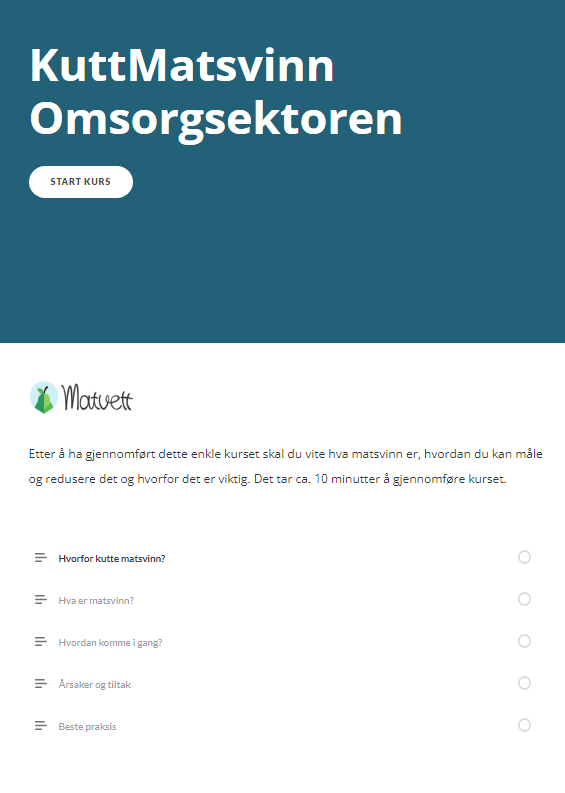 KuttMatsvinn
Omsorgsektoren
START KURS
Matvett
Etter å ha gjennomført dette enkle kurset skal du vite hva matsvinn er, hvordan du kan måle
og redusere det og hvorfor det er viktig. Det tar ca. 10 minutter å gjennomføre kurset.
Hvorfor kutte matsvinn?
Hva er matsvinn?
Hvordan komme i gang?
Årsaker og tiltak
Beste praksis